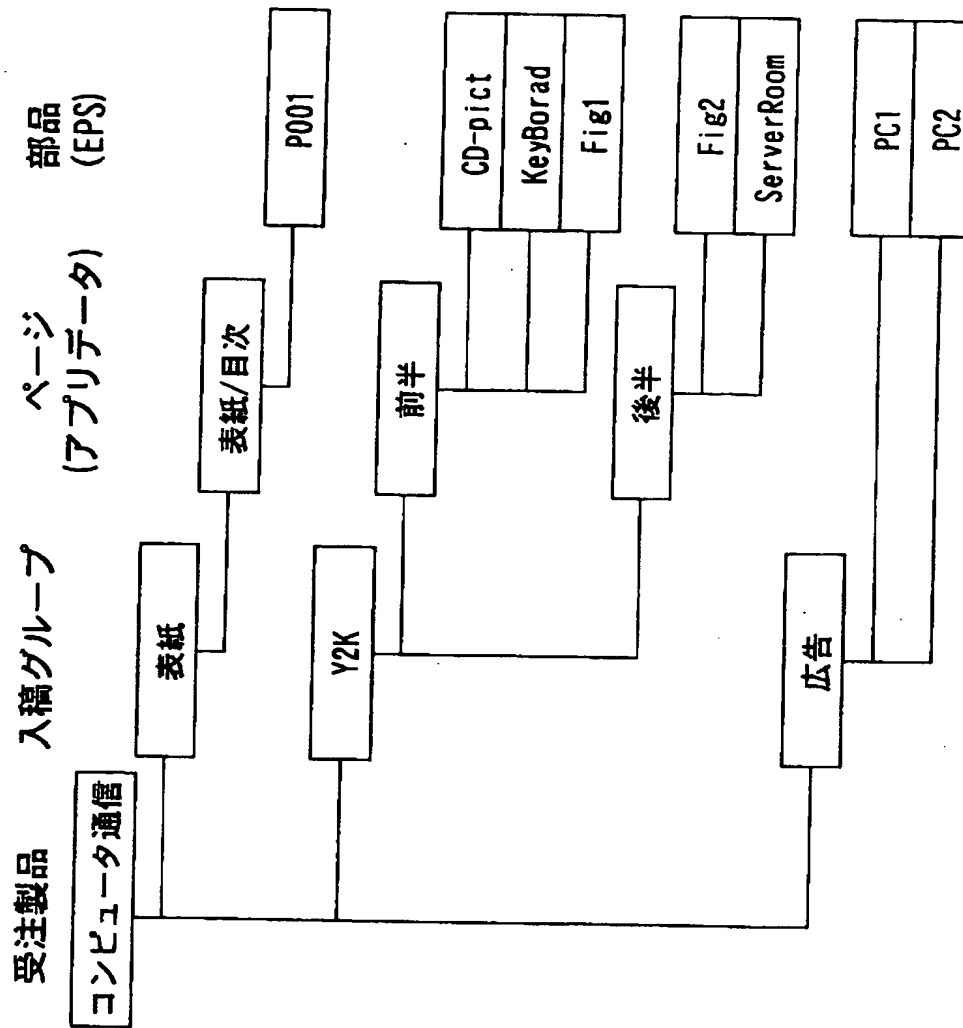 受注製品
入稿グループ
ページ
(アプリデータ)
部品
(EPS)
コンピュータ通信
表紙
表紙/目次
P001
Y2K
前半
CD-pict
KeyBorad
Fig1
後半
Fig2
ServerRoom
広告
PC1
PC2